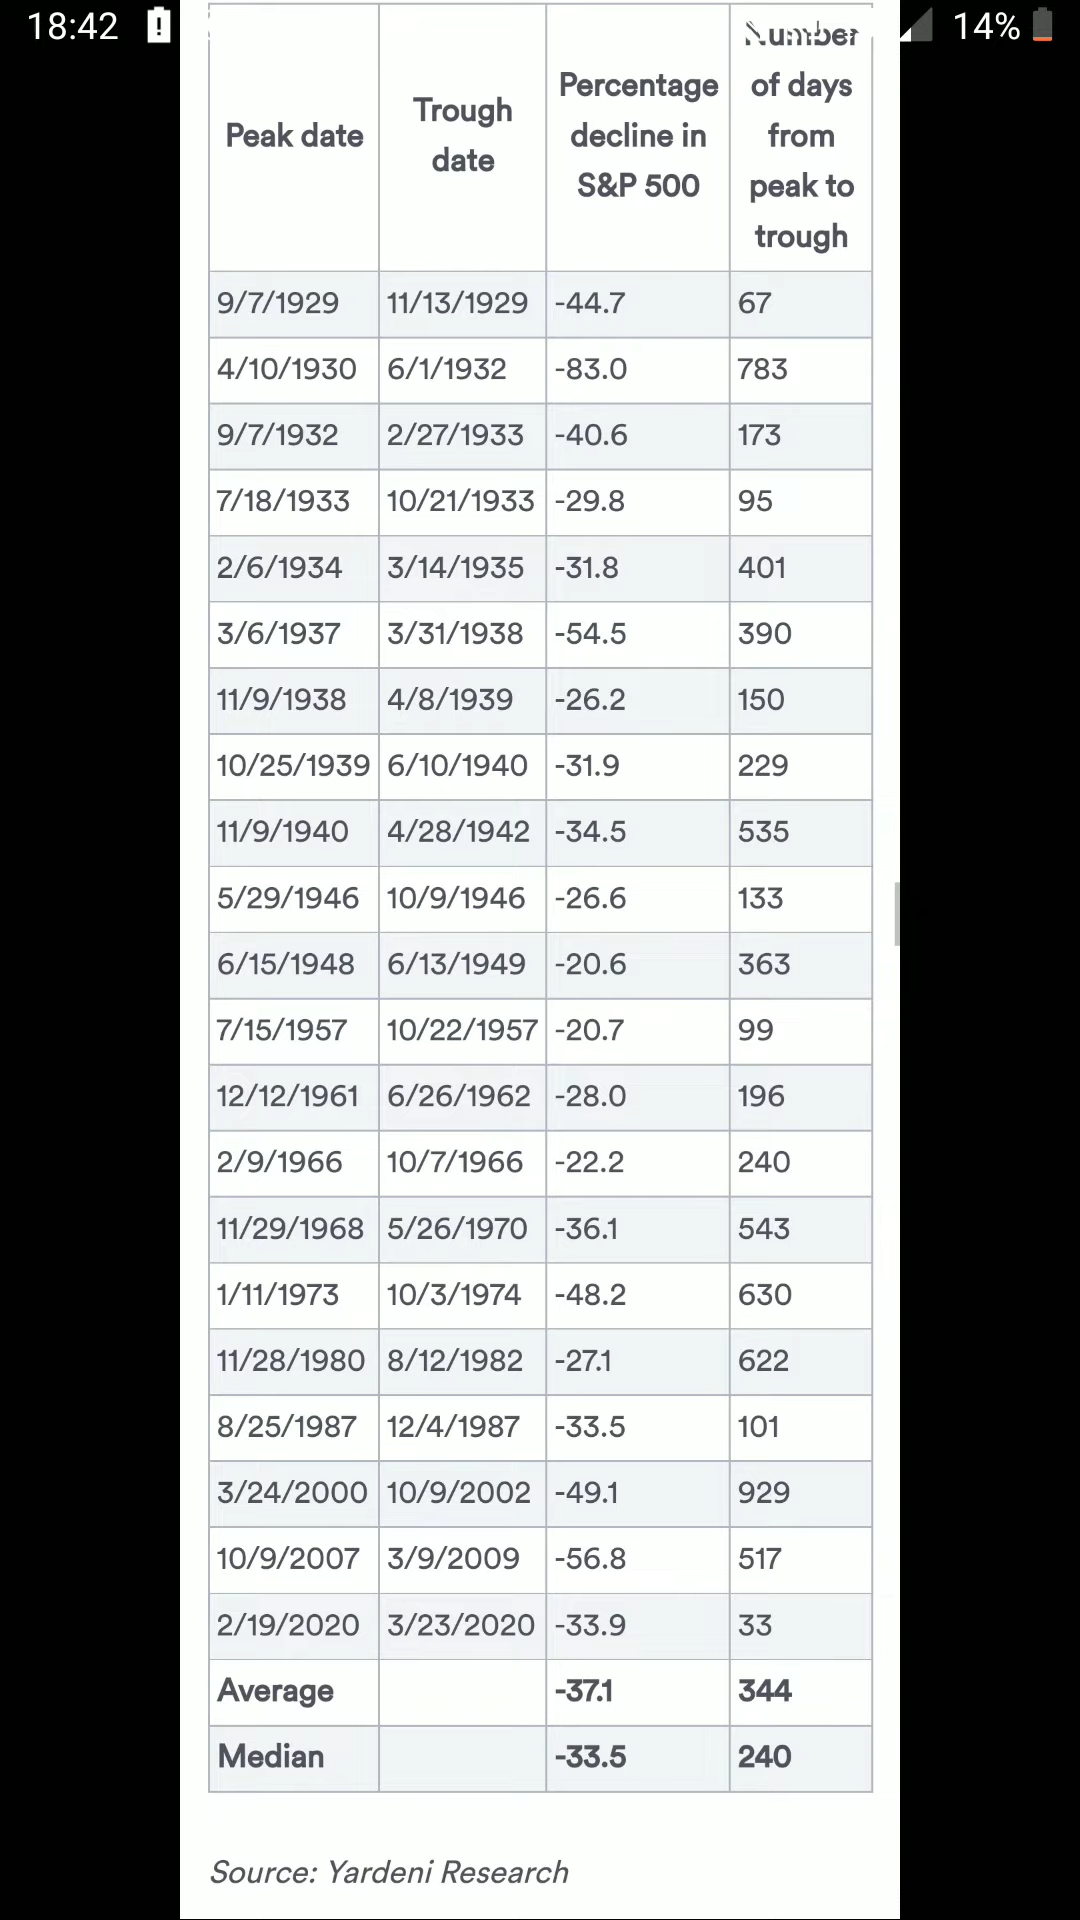 18:42
14%
Peak date
Trough
date
Percentage
decline in
S&P 500
Number
of days
from
peak to
trough
9/7/1929 11/13/1929 -44.7 67
4/10/1930 6/1/1932 -83.0 783
9/7/1932 2/27/1933 -40.6 173
7/18/1933 10/21/1933 -29.8 95
2/6/1934 3/14/1935 -31.8 401
3/6/1937 3/31/1938 -54.5 390
11/9/1938 4/8/1939 -26.2 150
10/25/1939 6/10/1940 -31.9 229
11/9/1940 4/28/1942 -34.5 535
5/29/1946 10/9/1946 -26.6 133
6/15/1948 6/13/1949 -20.6 363
7/15/1957 10/22/1957 -20.7 99
12/12/1961 6/26/1962 -28.0 196
2/9/1966 10/7/1966 -22.2 240
11/29/1968 5/26/1970 -36.1 543
1/11/1973 10/3/1974 -48.2 630
11/28/1980 8/12/1982 -27.1 622
8/25/1987 12/4/1987 -33.5 101
3/24/2000 10/9/2002 -49.1 929
10/9/2007 3/9/2009 -56.8 517
2/19/2020 3/23/2020 -33.9 33
Average -37.1 344
Median -33.5 240
Source: Yardeni Research